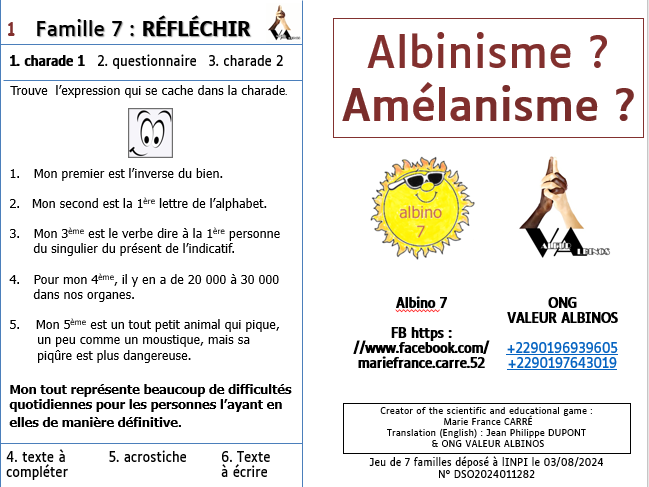 1 Famille 7 : RÉFLÉCHIR
1. charade 1 2. questionnaire 3. charade 2
Trouve l'expression qui se cache dans la charade.
1. Mon premier est l'inverse du bien.
2. Mon second est la 1ère lettre de l'alphabet.
3. Mon 3ème est le verbe dire à la 1ère personne
du singulier du présent de l'indicatif.
4. Pour mon 4ème, il y en a de 20 000 à 30 000
dans nos organes.
5. Mon 5ème est un tout petit animal qui pique,
un peu comme un moustique, mais sa
piqûre est plus dangereuse.
Mon tout représente beaucoup de difficultés
quotidiennes pour les personnes l'ayant en
elles de manière définitive.
4. texte à
compléter
5. acrostiche
6. Texte
à écrire
Albinisme ?
Amélanisme ?
albino
7
VALEUR
ALBINOS
Albino 7
FB https :
//www.facebook.com/
mariefrance.carre.52
ONG
VALEUR ALBINOS
+2290196939605
+2290197643019
Creator of the scientific and educational game :
Marie France CARRÉ
Translation (English) : Jean Philippe DUPONT
& ONG VALEUR ALBINOS
Jeu de 7 familles déposé à lINPI le 03/08/2024
N° DSO2024011282